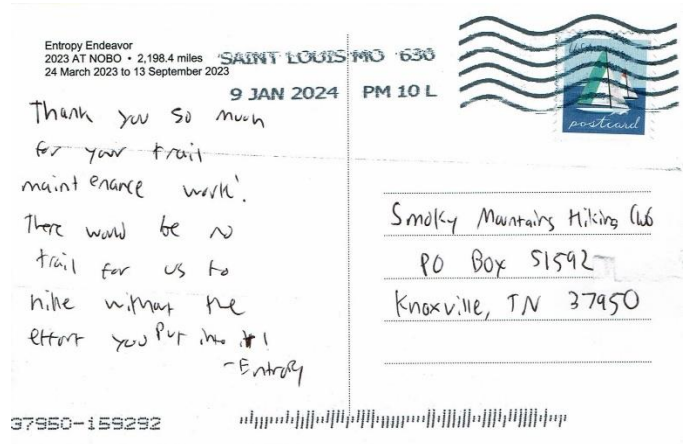 Entropy Endeavor
2023 AT NOBO • 2,198.4 miles
24 March 2023 to 13 September 2023
SAINT LOUIS MO 630
9 JAN 2024 PM 10 L
postcard
Thank you so much
for your trail
maintenance work!
There would be no
trail for us to
hike without the
effort you put into it!
-Entropy
Smoky Mountains Hiking Club
PO Box 51592
Knoxville, TN 37950
37950-159292